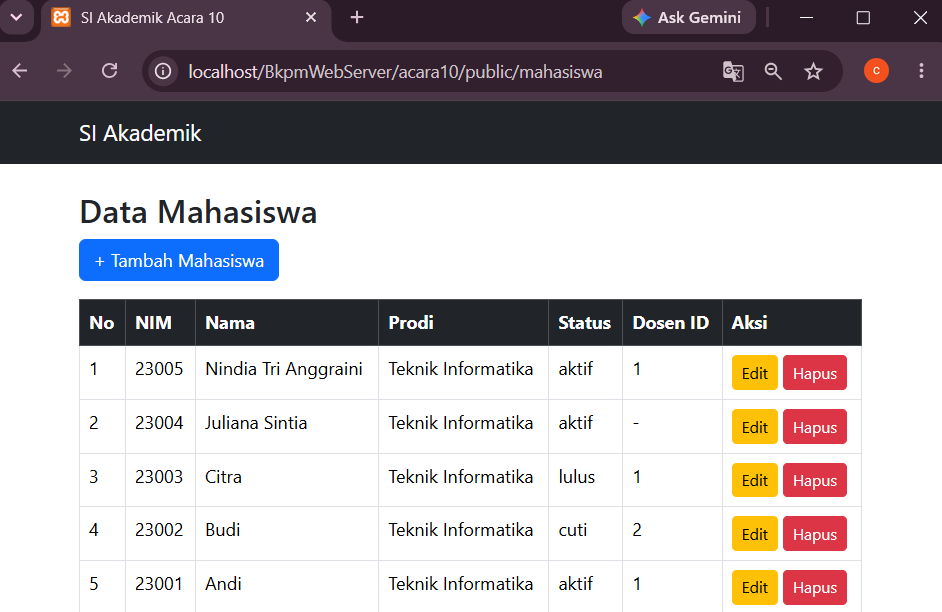 SI Akademik Acara 10
Ask Gemini
localhost/BkpmWebServer/acara10/public/mahasiswa
C
SI Akademik
Data Mahasiswa
+ Tambah Mahasiswa
No NIM Nama Prodi Status Dosen ID Aksi
1 23005 Nindia Tri Anggraini Teknik Informatika aktif 1 Edit Hapus
2 23004 Juliana Sintia Teknik Informatika aktif - Edit Hapus
3 23003 Citra Teknik Informatika lulus 1 Edit Hapus
4 23002 Budi Teknik Informatika cuti 2 Edit Hapus
5 23001 Andi Teknik Informatika aktif 1 Edit Hapus